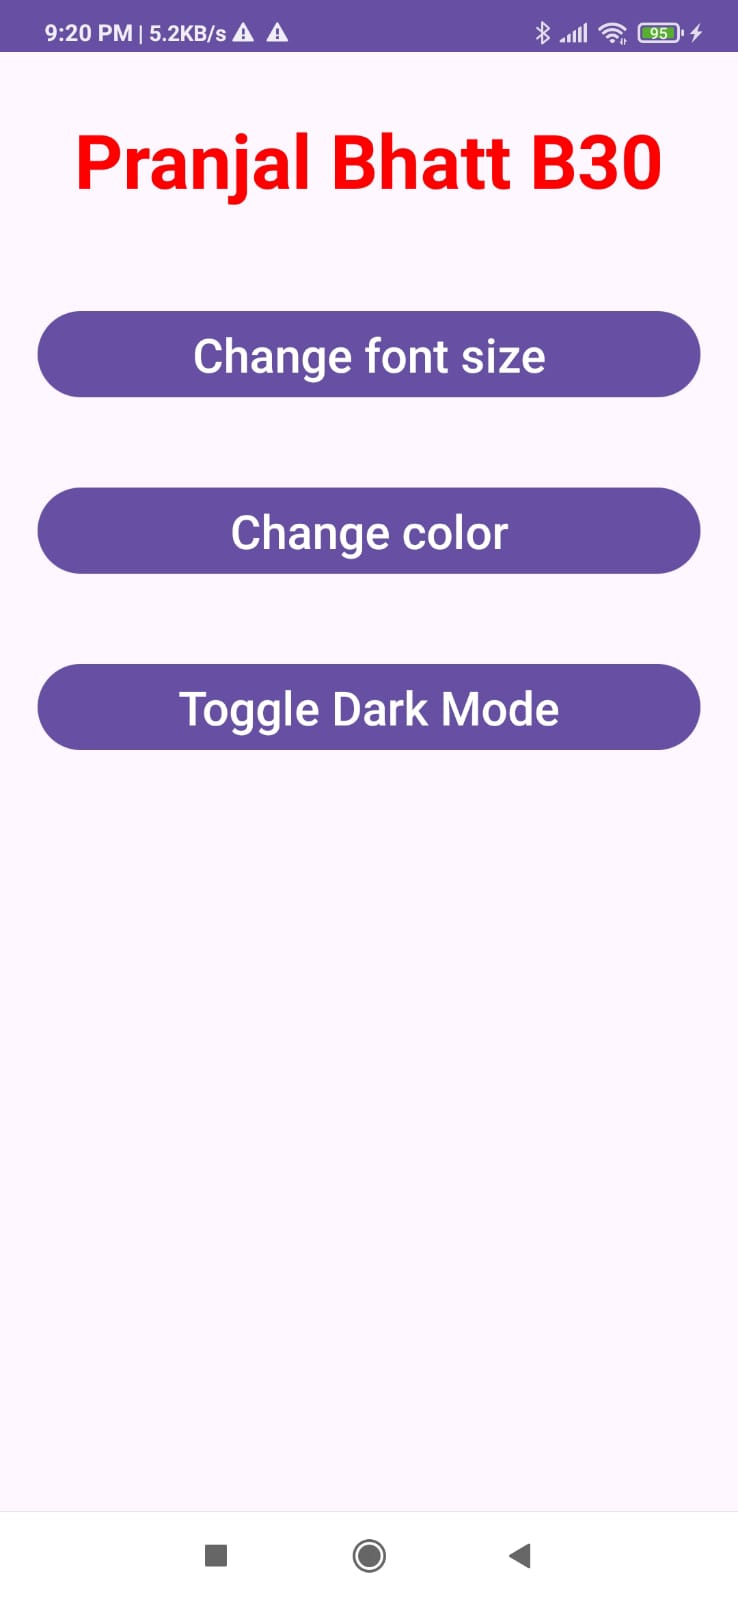 9:20 PM | 5.2KB/s
95
Pranjal Bhatt B30
Change font size
Change color
Toggle Dark Mode